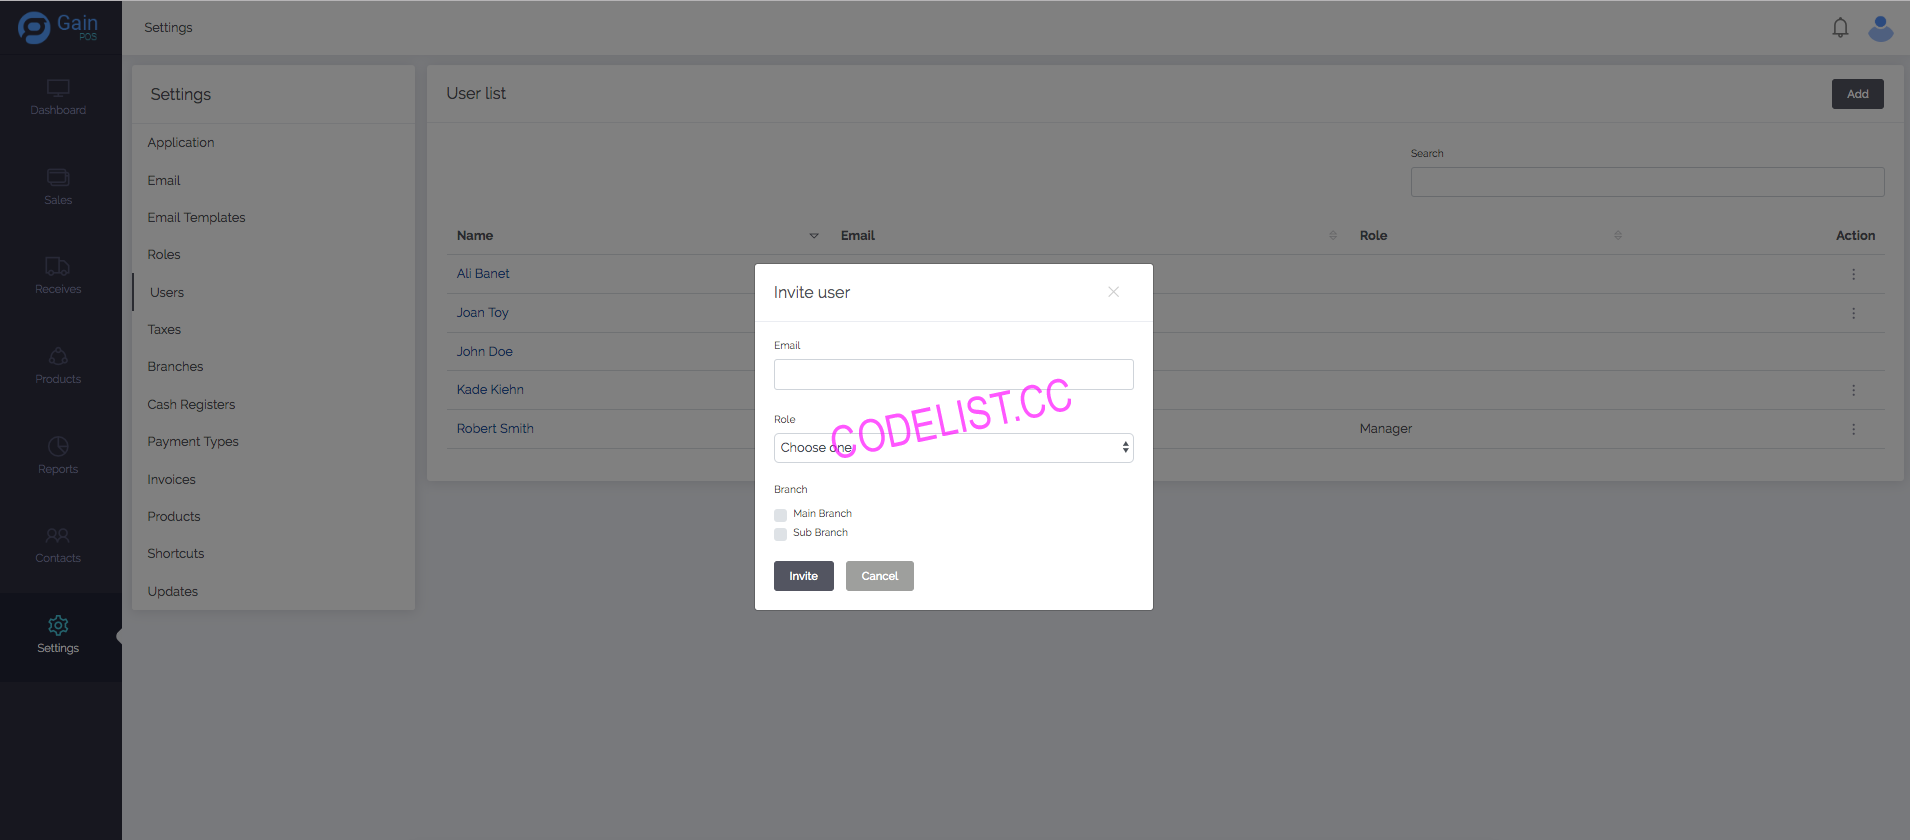 Gain
POS
Settings
Dashboard
Sales
Receives
Products
Reports
Contacts
Settings
Settings
Application
Email
Email Templates
Roles
Users
Taxes
Branches
Cash Registers
Payment Types
Invoices
Products
Shortcuts
Updates
User list
Add
Search
Name Email Role Action
Ali Banet
Joan Toy
John Doe
Kade Kiehn
Robert Smith Manager
Invite user
Email
Role
Choose one
Branch
Main Branch
Sub Branch
Invite Cancel
CODELIST.CC